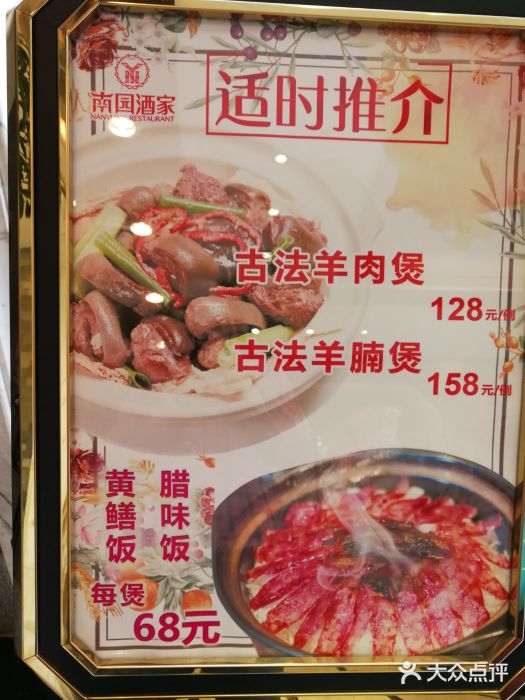 南园酒家
NANYUAN RESTAURANT
适时推介
古法羊肉煲
128元/例
古法羊腩煲
158元/例
腊味饭
黄鳝饭
每煲
68元
大众点评